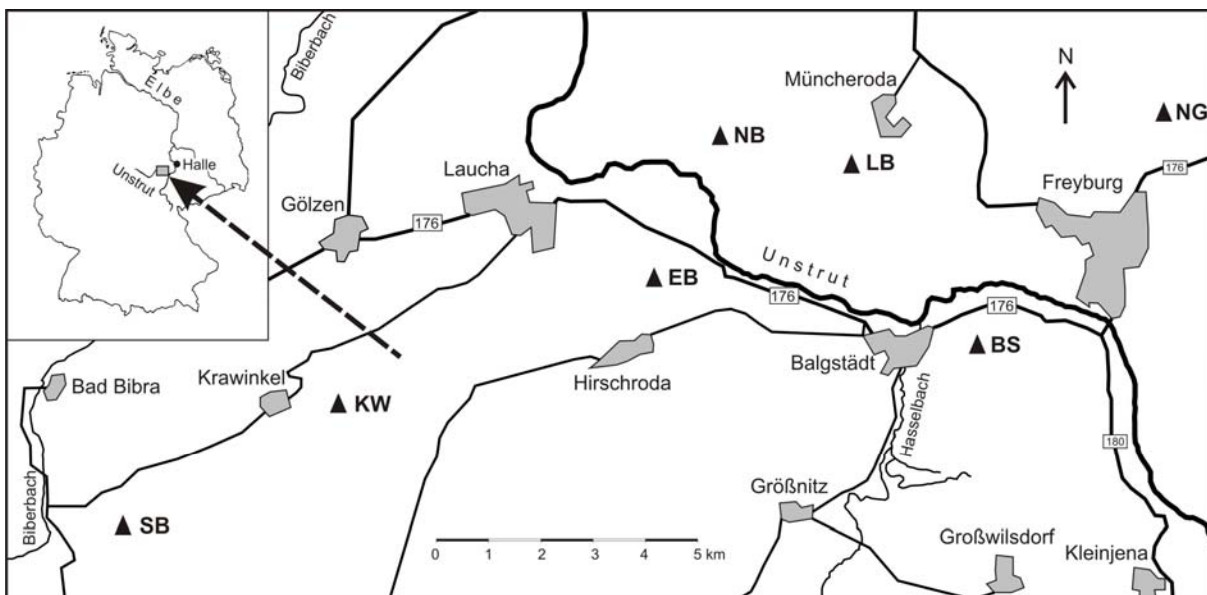 Elbe
Halle
Unstrut
Biberbach
Müncheroda
N
NG
NB
LB
176
Laucha
Freyburg
Gölzen
176
Unstrut
EB
176
176
BS
Balgstädt
Bad Bibra
Krawinkel
Hirschroda
KW
Hasselbach
180
Größnitz
Biberbach
SB
Großwilsdorf
Kleinjena
0 1 2 3 4 5 km